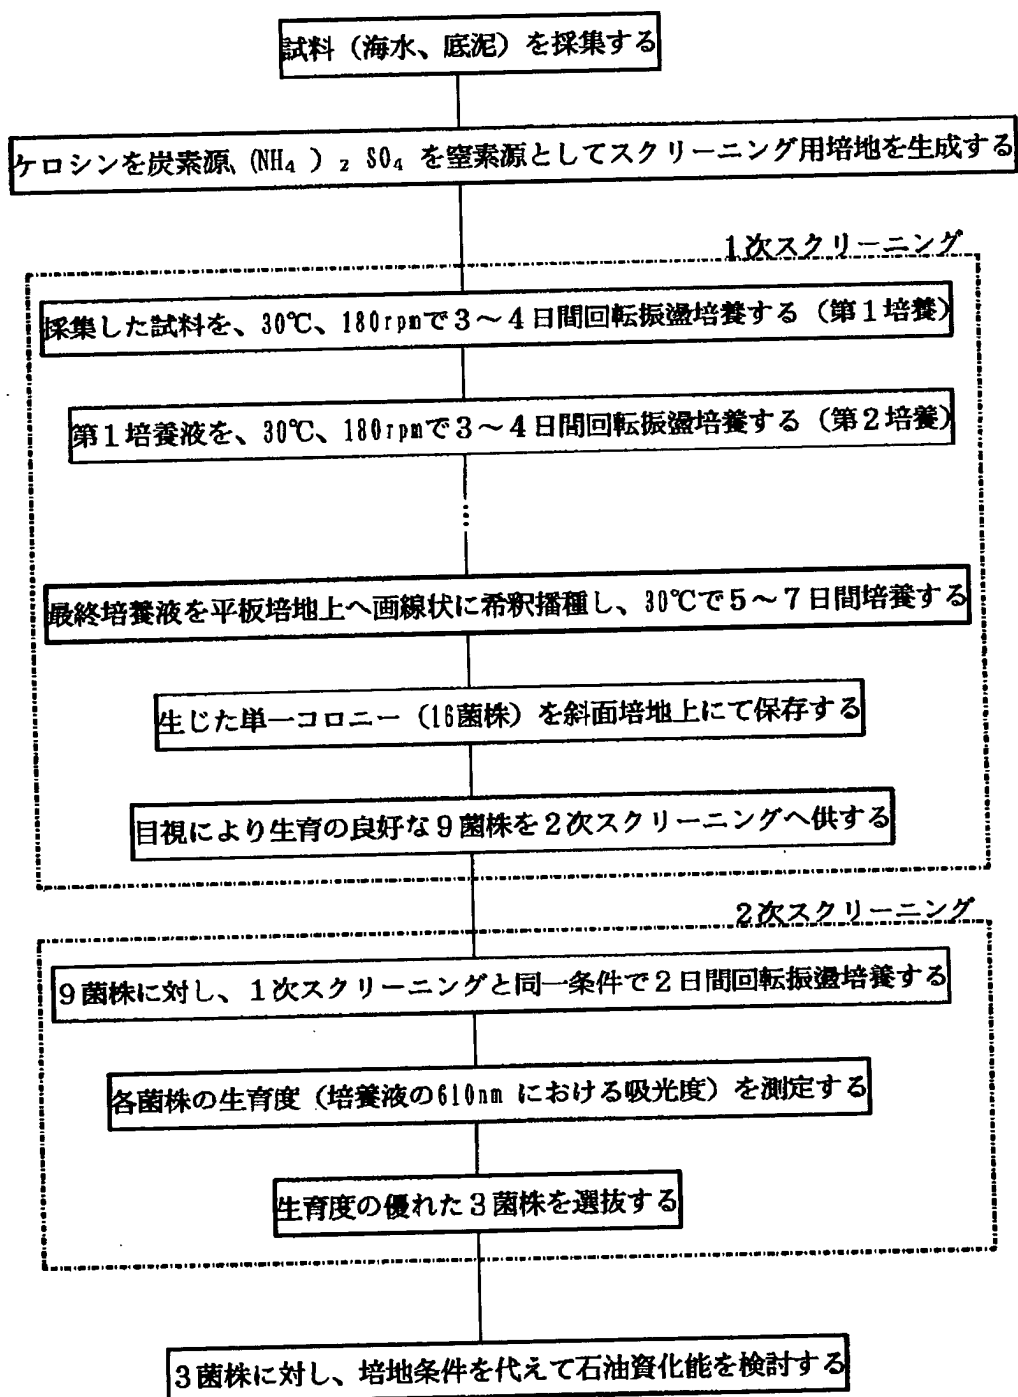 試料（海水、底泥）を採集する
ケロシンを炭素源、(NH₄ ) ₂ SO₄ を窒素源としてスクリーニング用培地を生成する
1次スクリーニング
採集した試料を、30℃、180rpmで３～４日間回転振盪培養する（第１培養）
第１培養液を、30℃、180rpmで３～４日間回転振盪培養する（第２培養）
最終培養液を平板培地上へ画線状に希釈播種し、30℃で５～７日間培養する
生じた単一コロニー（16菌株）を斜面培地上にて保存する
目視により生育の良好な９菌株を２次スクリーニングへ供する
２次スクリーニング
９菌株に対し、１次スクリーニングと同一条件で２日間回転振盪培養する
各菌株の生育度（培養液の610nm における吸光度）を測定する
生育度の優れた３菌株を選抜する
３菌株に対し、培地条件を代えて石油資化能を検討する